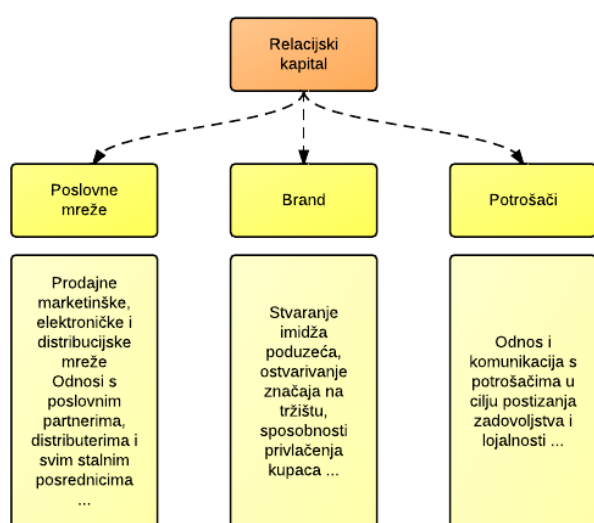 Relacijski
kapital
Poslovne
mreže
Brand
Potrošači
Prodajne
marketinške,
elektroničke i
distribucijske
mreže
Odnosi s
poslovnim
partnerima,
distributerima i
svim stalnim
posrednicima
...
Stvaranje
imidža
poduzeća,
ostvarivanje
značaja na
tržištu,
sposobnosti
privlačenja
kupaca ...
Odnos i
komunikacija s
potrošačima u
cilju postizanja
zadovoljstva i
lojalnosti ...